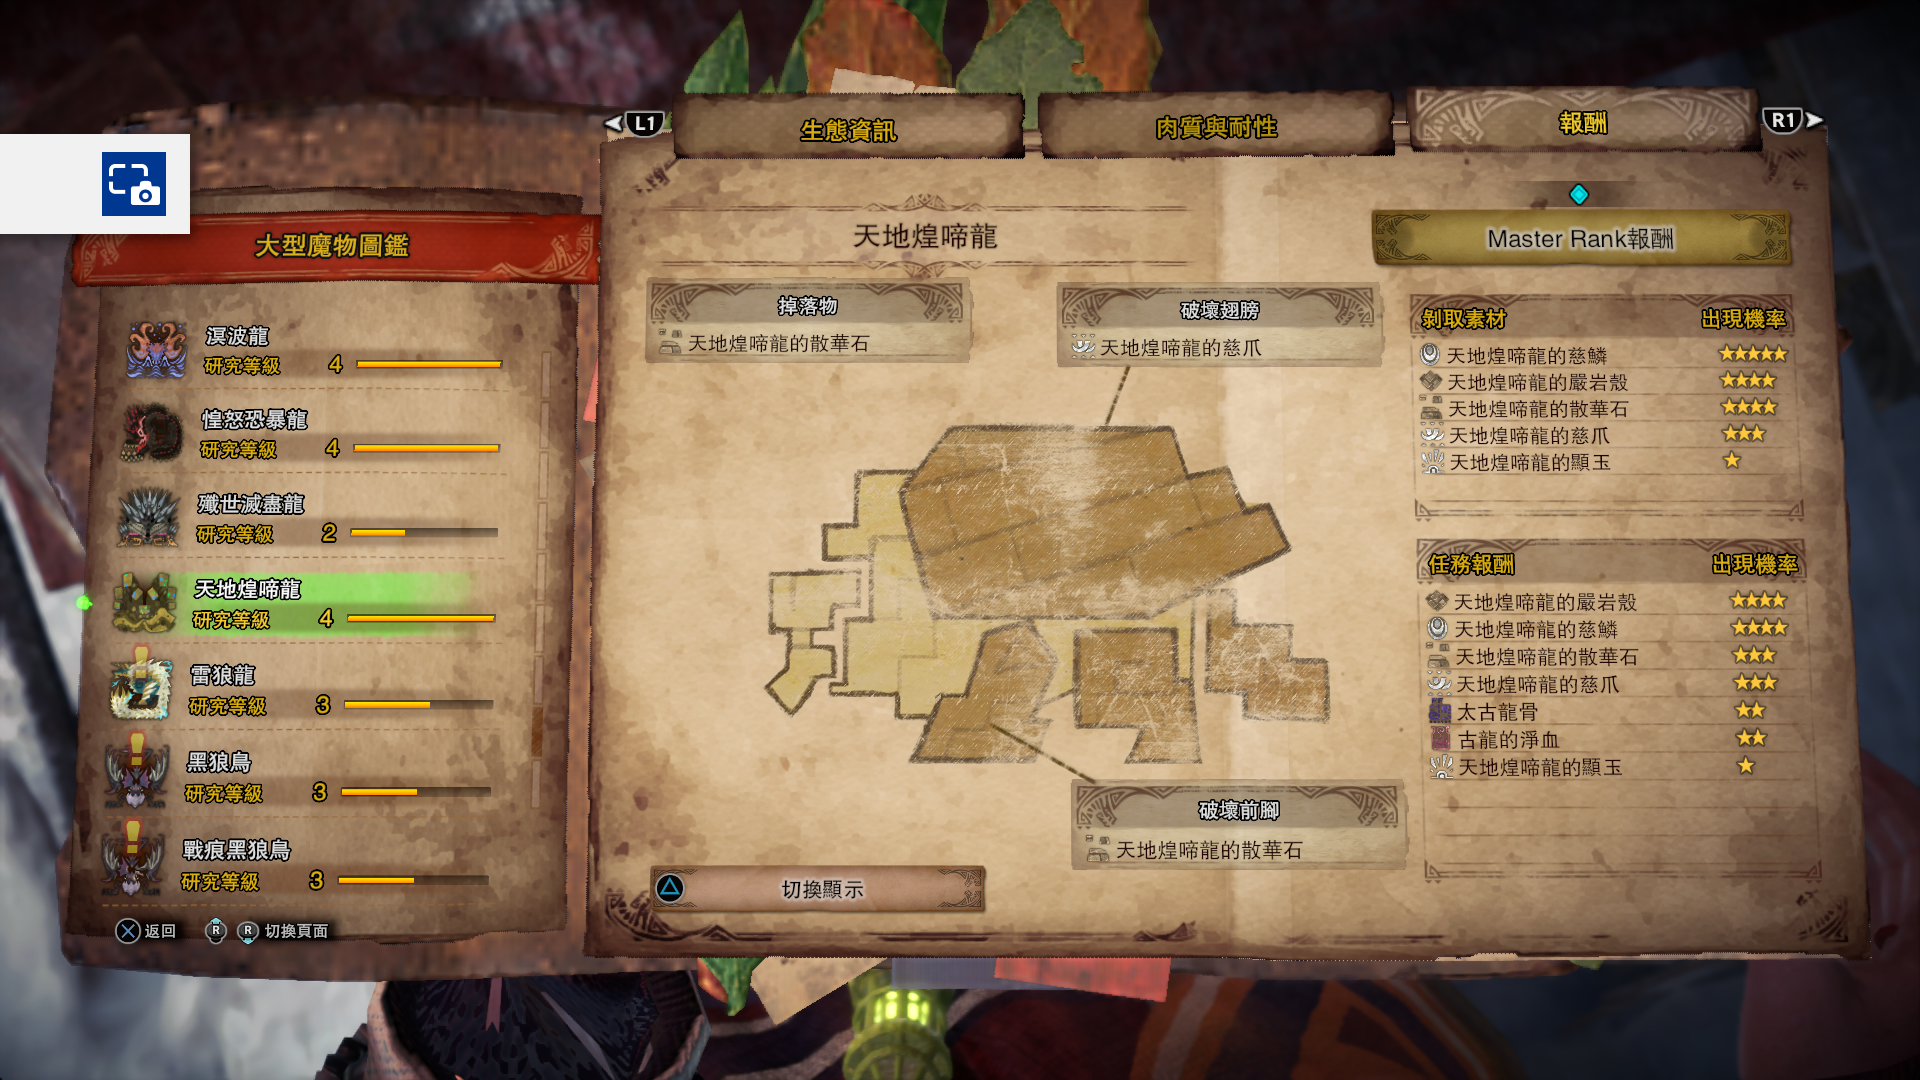 L1
生態資訊
肉質與耐性
報酬
R1
大型魔物圖鑑
溟波龍
研究等級 4
惶怒恐暴龍
研究等級 4
殲世滅盡龍
研究等級 2
天地煌啼龍
研究等級 4
雷狼龍
研究等級 3
黑狼鳥
研究等級 3
戰痕黑狼鳥
研究等級 3
返回
R
R
切換頁面
天地煌啼龍
掉落物
天地煌啼龍的散華石
破壞翅膀
天地煌啼龍的慈爪
破壞前腳
天地煌啼龍的散華石
切換顯示
Master Rank報酬
剝取素材 出現機率
天地煌啼龍的慈鱗 ★★★★★
天地煌啼龍的嚴岩殼 ★★★★
天地煌啼龍的散華石 ★★★★
天地煌啼龍的慈爪 ★★★
天地煌啼龍的顯玉 ★
任務報酬 出現機率
天地煌啼龍的嚴岩殼 ★★★★
天地煌啼龍的慈鱗 ★★★★
天地煌啼龍的散華石 ★★★
天地煌啼龍的慈爪 ★★★
太古龍骨 ★★
古龍的淨血 ★★
天地煌啼龍的顯玉 ★